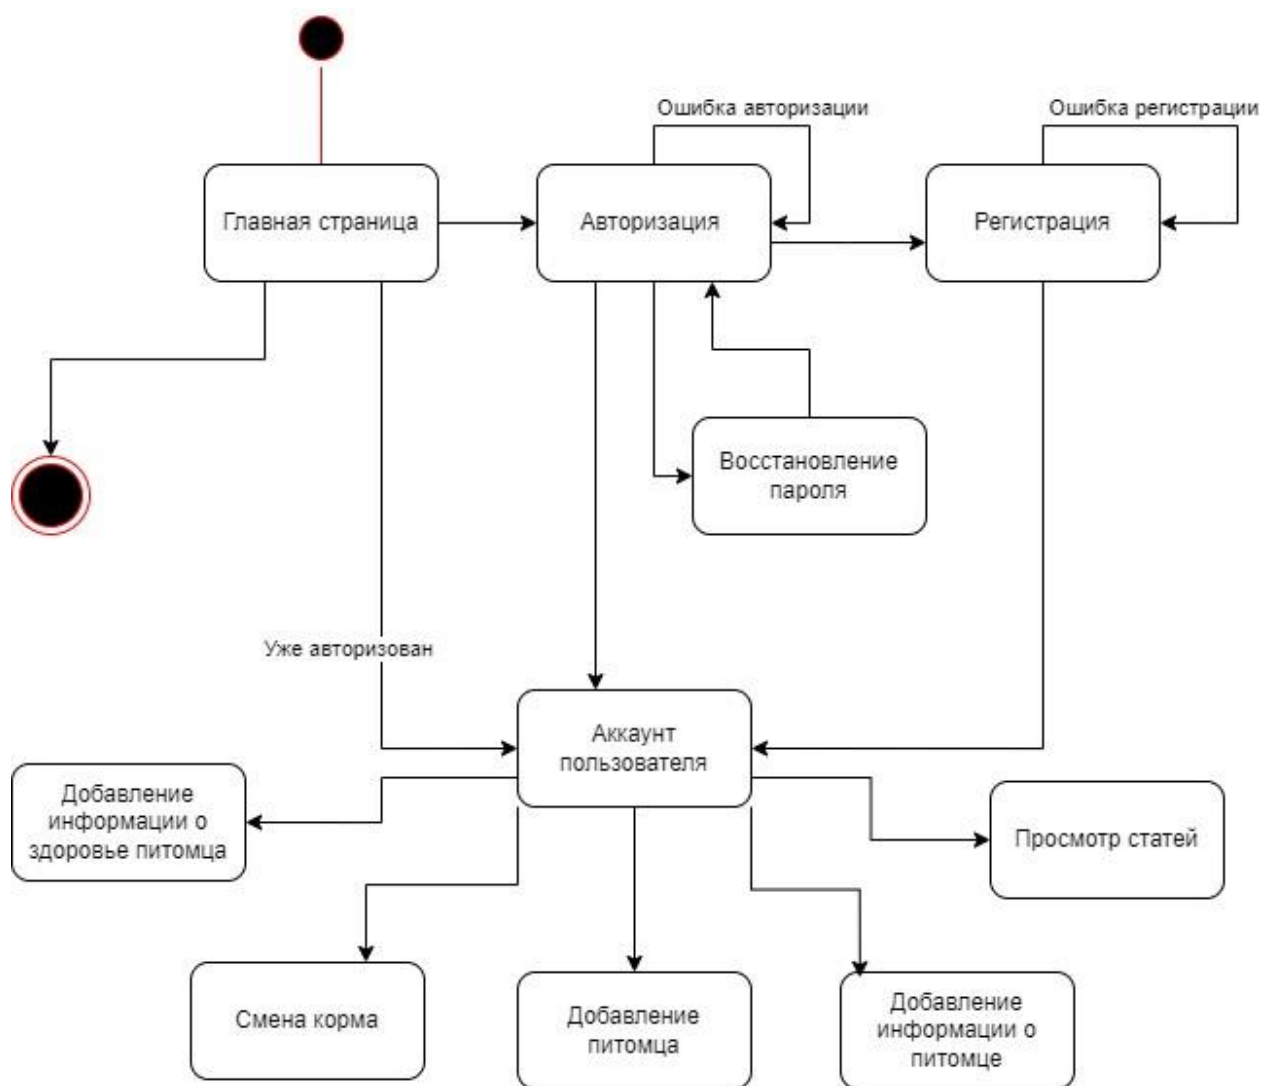 Ошибка авторизации
Ошибка регистрации
Главная страница
Авторизация
Регистрация
Восстановление
пароля
Уже авторизован
Аккаунт
пользователя
Добавление
информации о
здоровье питомца
Просмотр статей
Смена корма
Добавление
питомца
Добавление
информации о
питомце